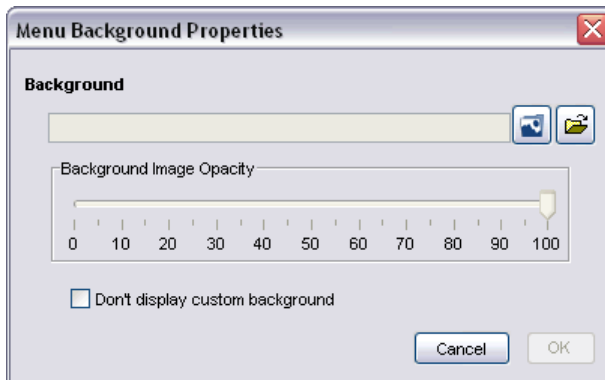 Menu Background Properties
Background
Background Image Opacity
0 10 20 30 40 50 60 70 80 90 100
Don't display custom background
Cancel OK